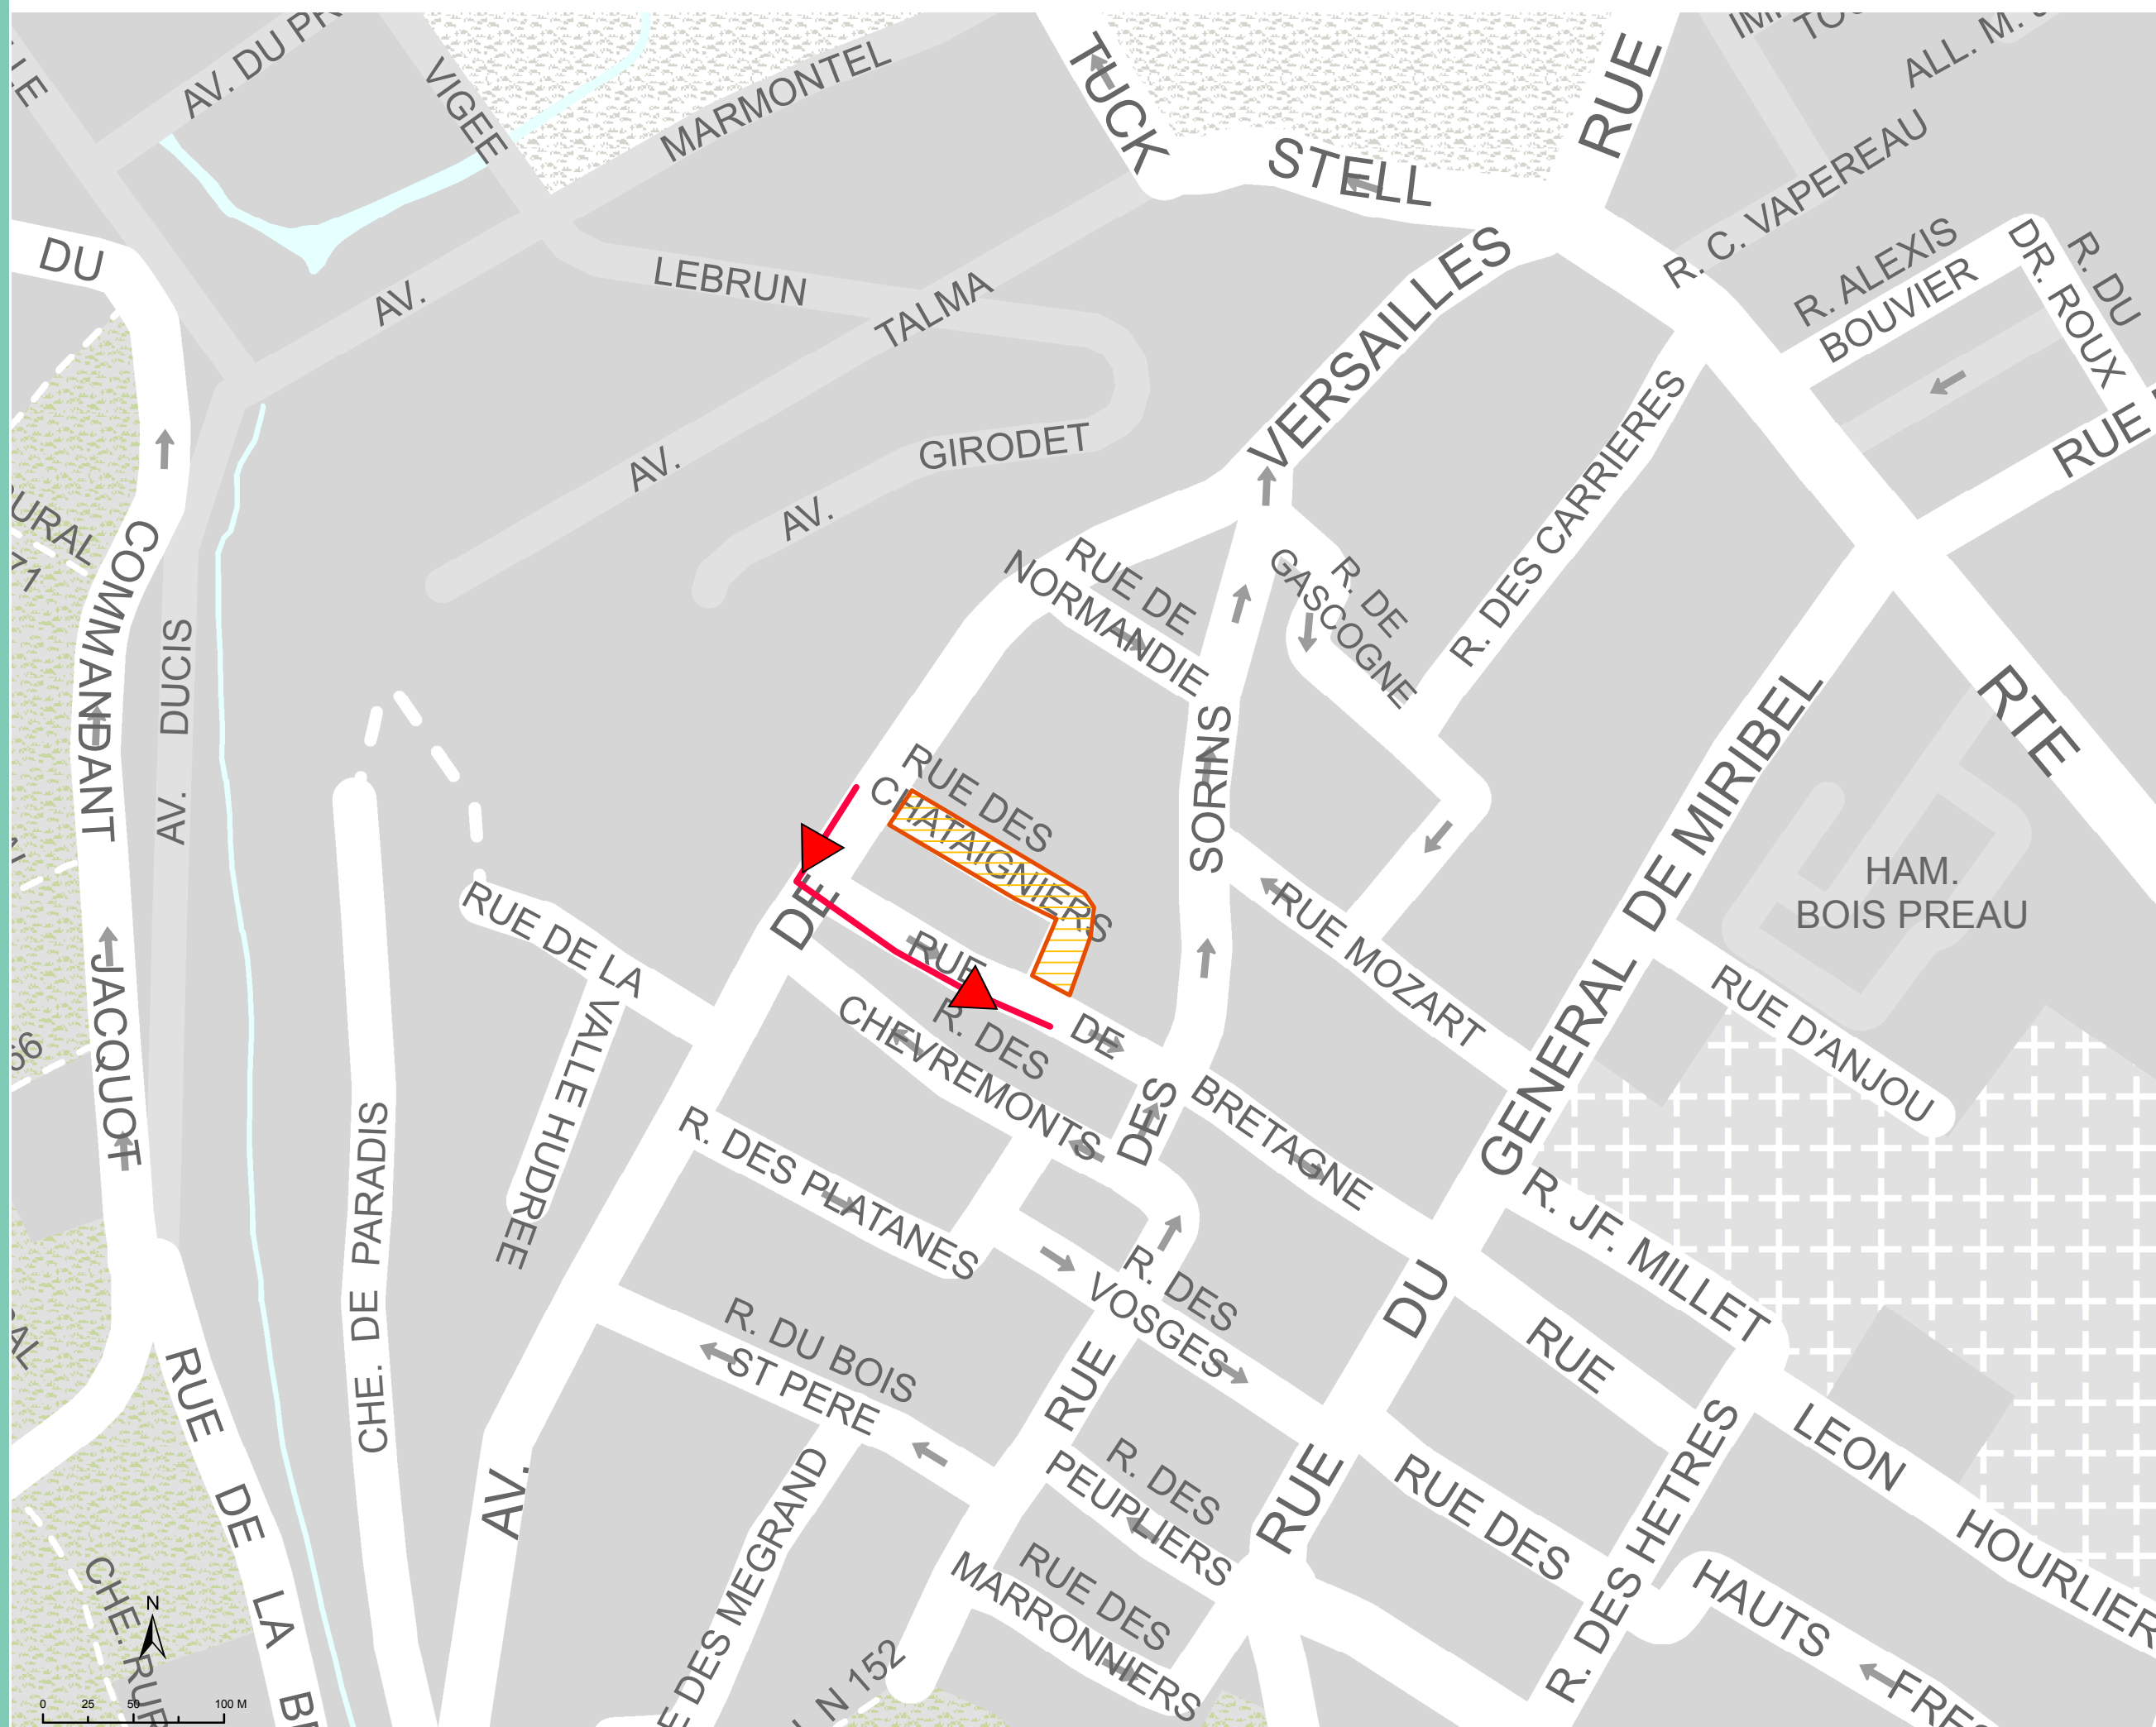 AV. DU PR
VIGEE
MARMONTEL
TUCK
STELL
RUE
ALL. M.
R. C. VAPEREAU
DU
AV.
LEBRUN
TALMA
VERSAILLES
R. ALEXIS
BOUVIER
R. DU
DR. ROUX
RUE
AV.
GIRODET
AV.
R. DES CARRIERES
COMMANDANT
AV. DUCIS
RUE DE
NORMANDIE
R. DE
GASCOGNE
RTE
SORINS
RUE DES
CHATAIGNIERS
DE MIRIBEL
HAM.
BOIS PREAU
RUE DE LA
VALLE HUDREE
DE
RUE
DE
BRETAGNE
RUE MOZART
GENERAL
RUE D'ANJOU
JACQUOT
R. DES
CHEVREMONTS
DES
R. DES PLATANES
CHE. DE PARADIS
R. JF. MILLET
R. DES
VOSGES
DU
R. DU BOIS
ST PERE
RUE
RUE
RUE DE LA
LEON
HOURLIER
AV.
R. DES
PEUPLIERS
RUE
RUE DES
HAUTS
FRES
R. DES HETRES
DES MEGRAND
RUE DES
MARRONNIERS
N 152
CHE. RUR
N
0 25 50 100 M